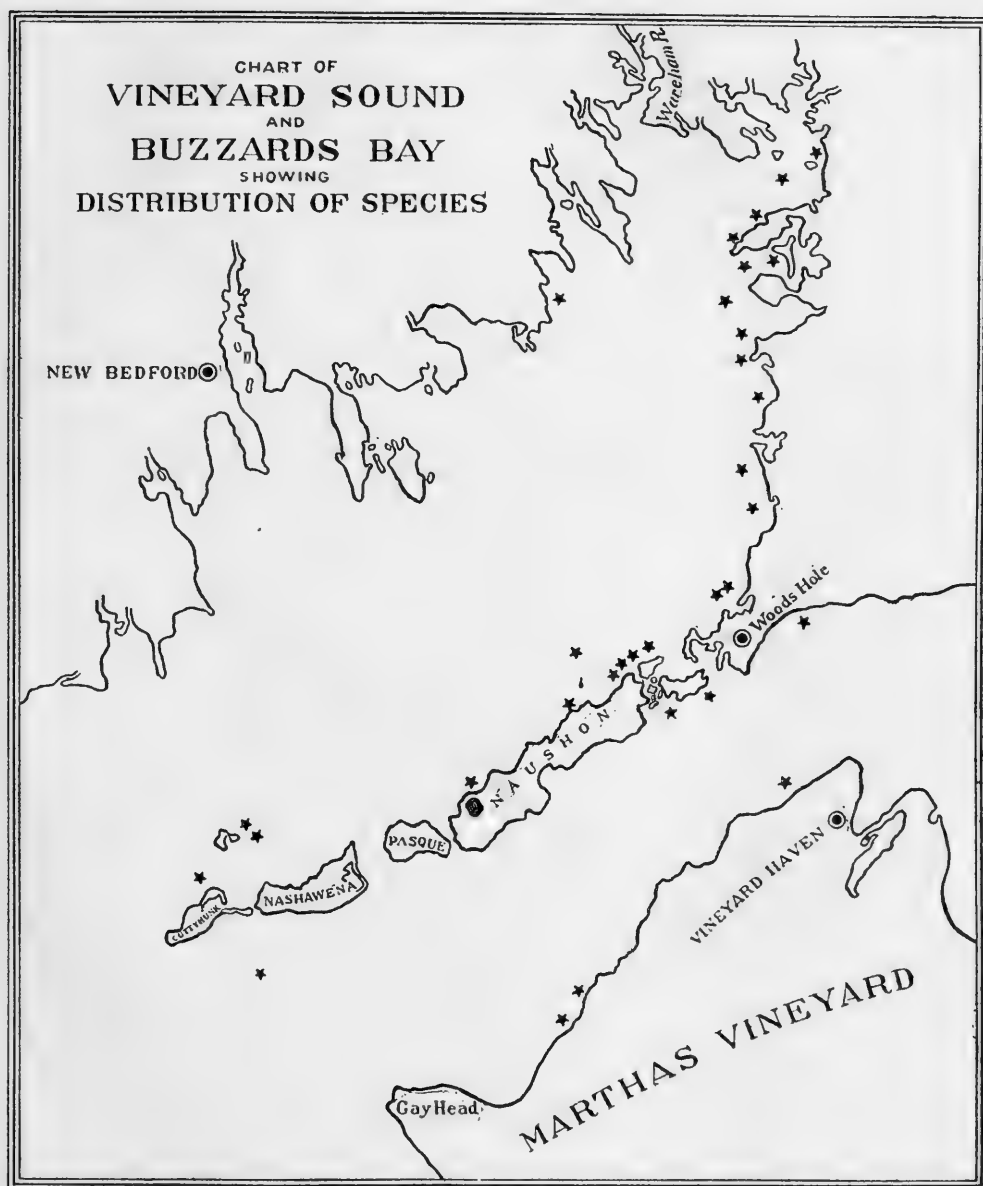 CHART OF
VINEYARD SOUND
AND
BUZZARDS BAY
SHOWING
DISTRIBUTION OF SPECIES
Wareham R.
NEW BEDFORD
Woods Hole
NAUSHON
PASQUE
NASHAWENA
CUTTYHUNK
VINEYARD HAVEN
MARTHAS VINEYARD
Gay Head